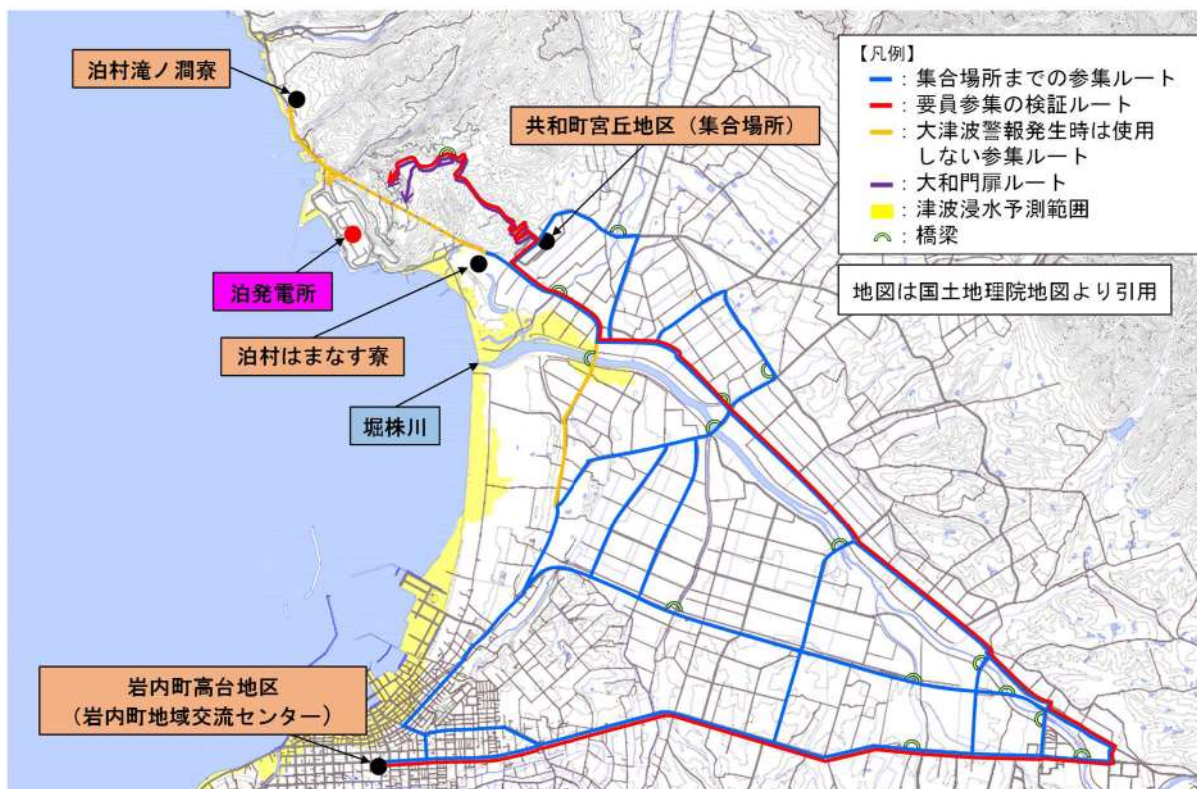 泊村滝ノ澗寮
共和町宮丘地区（集合場所）
泊発電所
泊村はまなす寮
堀株川
岩内町高台地区
（岩内町地域交流センター）
【凡例】
：集合場所までの参集ルート
：要員参集の検証ルート
：大津波警報発生時は使用
しない参集ルート
：大和門扉ルート
：津波浸水予測範囲
：橋梁
地図は国土地理院地図より引用